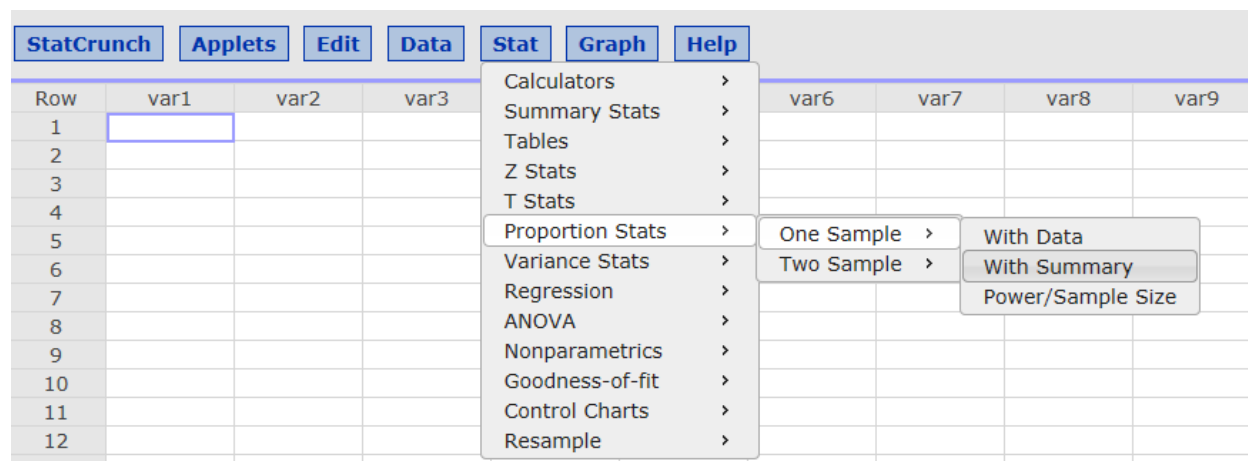 StatCrunch Applets Edit Data Stat Graph Help
Row var1 var2 var3 var6 var7 var8 var9
Calculators >
Summary Stats >
Tables >
Z Stats >
T Stats >
Proportion Stats >
Variance Stats >
Regression >
ANOVA >
Nonparametrics >
Goodness-of-fit >
Control Charts >
Resample >
One Sample >
Two Sample >
With Data
With Summary
Power/Sample Size
1
2
3
4
5
6
7
8
9
10
11
12